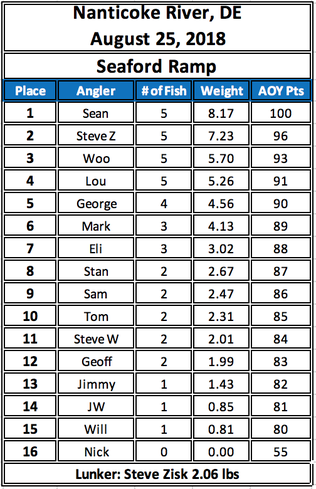 Nanticoke River, DE
August 25, 2018
Seaford Ramp
Place Angler # of Fish Weight AOY Pts
1 Sean 5 8.17 100
2 Steve Z 5 7.23 96
3 Woo 5 5.70 93
4 Lou 5 5.26 91
5 George 4 4.56 90
6 Mark 3 4.13 89
7 Eli 3 3.02 88
8 Stan 2 2.67 87
9 Sam 2 2.47 86
10 Tom 2 2.31 85
11 Steve W 2 2.01 84
12 Geoff 2 1.99 83
13 Jimmy 1 1.43 82
14 JW 1 0.85 81
15 Will 1 0.81 80
16 Nick 0 0.00 55
Lunker: Steve Zisk 2.06 lbs